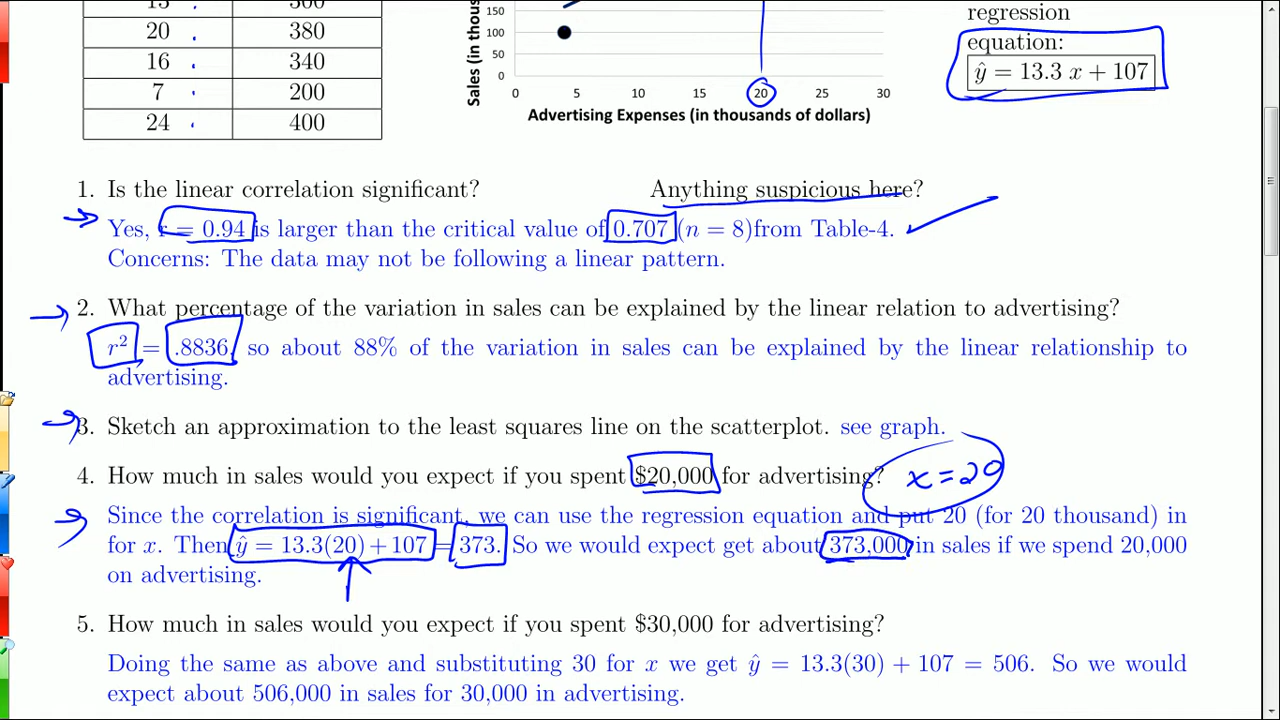 13 300
150
regression
20 380
100
equation:
16 340
50
ŷ = 13.3 x + 107
7 200
0
Sales (in thous
0 5 10 15 20 25 30
24 400
Advertising Expenses (in thousands of dollars)
1. Is the linear correlation significant? Anything suspicious here?
Yes, r = 0.94 is larger than the critical value of 0.707 (n = 8)from Table-4.
Concerns: The data may not be following a linear pattern.
2. What percentage of the variation in sales can be explained by the linear relation to advertising?
r² = .8836, so about 88% of the variation in sales can be explained by the linear relationship to
advertising.
3. Sketch an approximation to the least squares line on the scatterplot. see graph.
4. How much in sales would you expect if you spent $20,000 for advertising? x=20
Since the correlation is significant, we can use the regression equation and put 20 (for 20 thousand) in
for x. Then ŷ = 13.3(20) + 107 = 373. So we would expect get about 373,000 in sales if we spend 20,000
on advertising.
5. How much in sales would you expect if you spent $30,000 for advertising?
Doing the same as above and substituting 30 for x we get ŷ = 13.3(30) + 107 = 506. So we would
expect about 506,000 in sales for 30,000 in advertising.